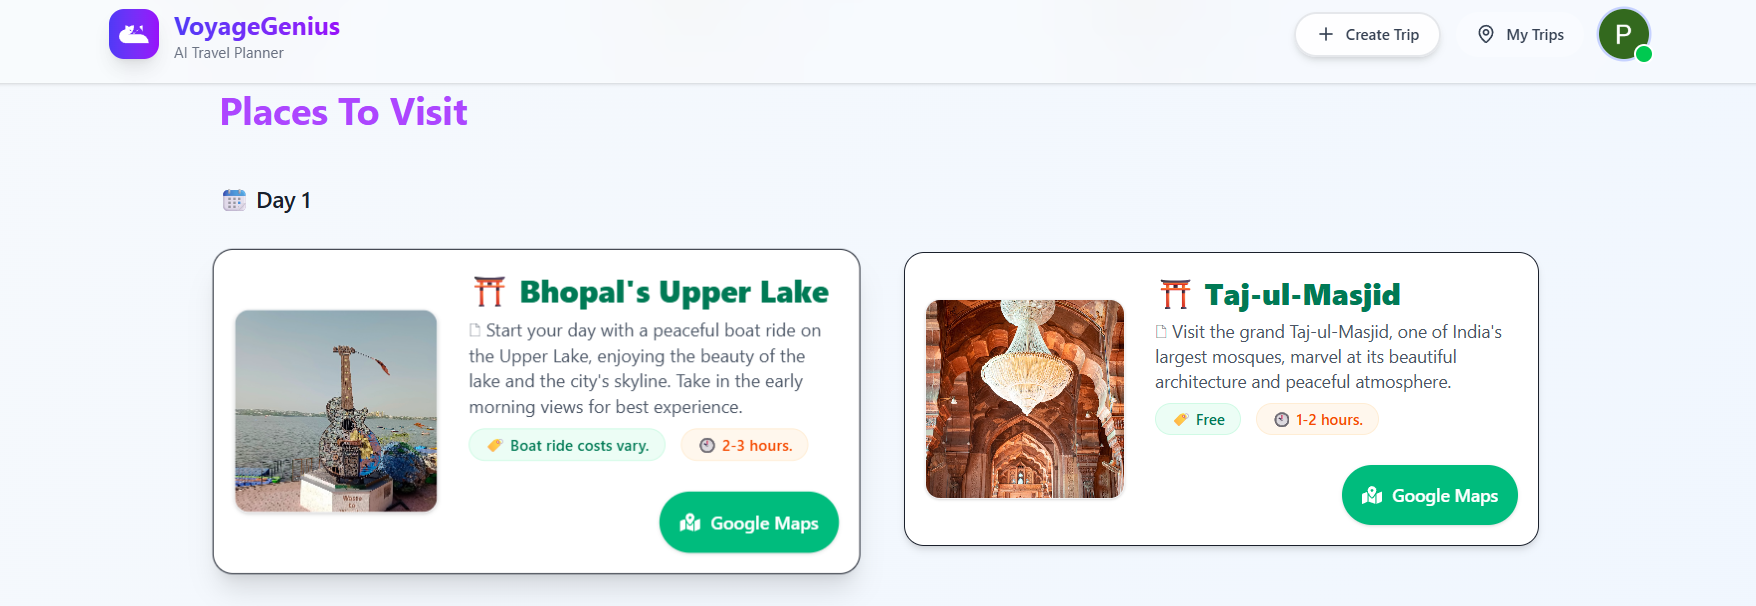 VoyageGenius
AI Travel Planner
Create Trip
My Trips
P
Places To Visit
Day 1
Bhopal's Upper Lake
Start your day with a peaceful boat ride on
the Upper Lake, enjoying the beauty of the
lake and the city's skyline. Take in the early
morning views for best experience.
Boat ride costs vary.
2-3 hours.
Google Maps
Taj-ul-Masjid
Visit the grand Taj-ul-Masjid, one of India's
largest mosques, marvel at its beautiful
architecture and peaceful atmosphere.
Free
1-2 hours.
Google Maps